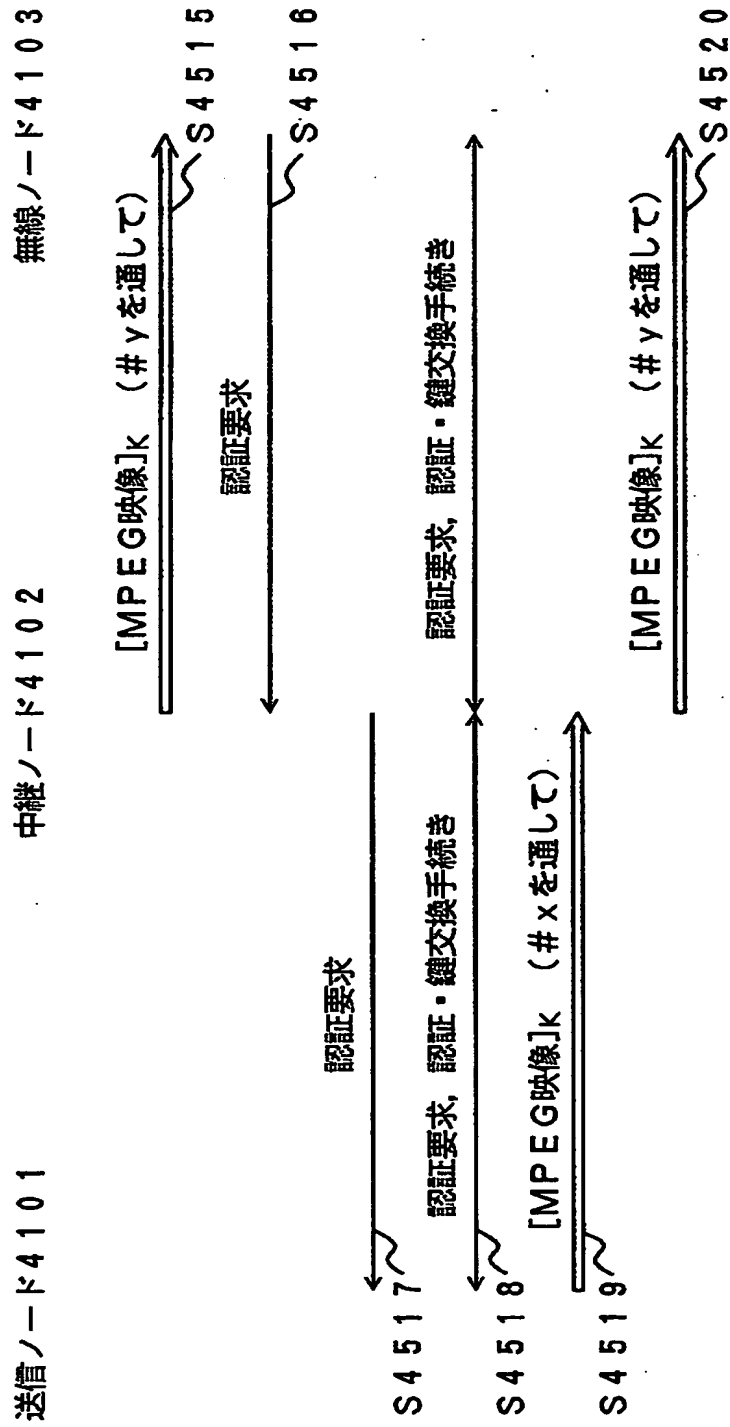 送信ノード4101
中継ノード4102
無線ノード4103
[MPEG映像]K (#yを通して)
S4515
認証要求
S4516
認証要求
S4517
認証要求, 認証・鍵交換手続き
認証要求, 認証・鍵交換手続き
S4518
[MPEG映像]K (#xを通して)
S4519
[MPEG映像]K (#yを通して)
S4520